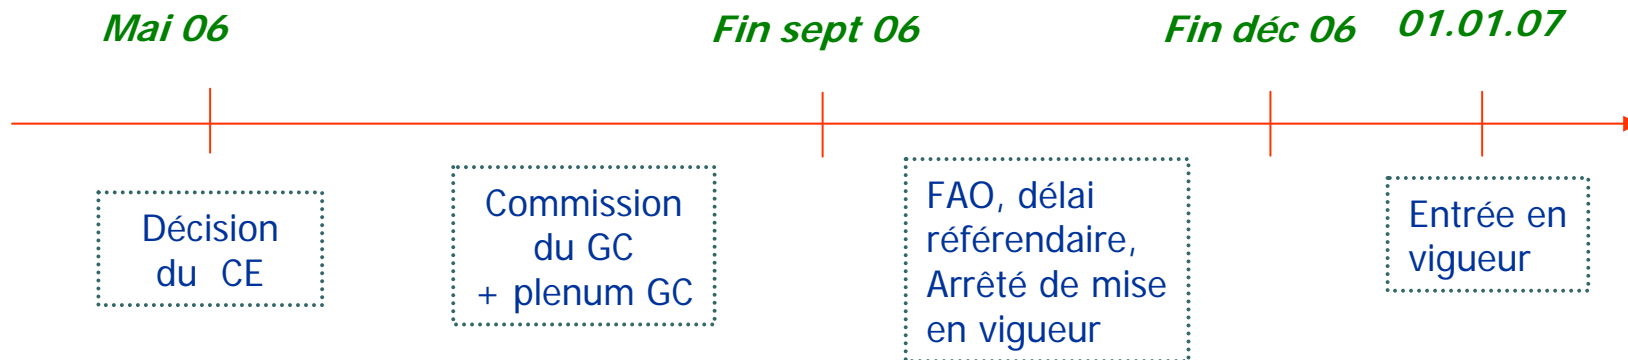 Mai 06
Fin sept 06
Fin déc 06
01.01.07
Décision
du CE
Commission
du GC
+ plenum GC
FAO, délai
référendaire,
Arrêté de mise
en vigueur
Entrée en
vigueur